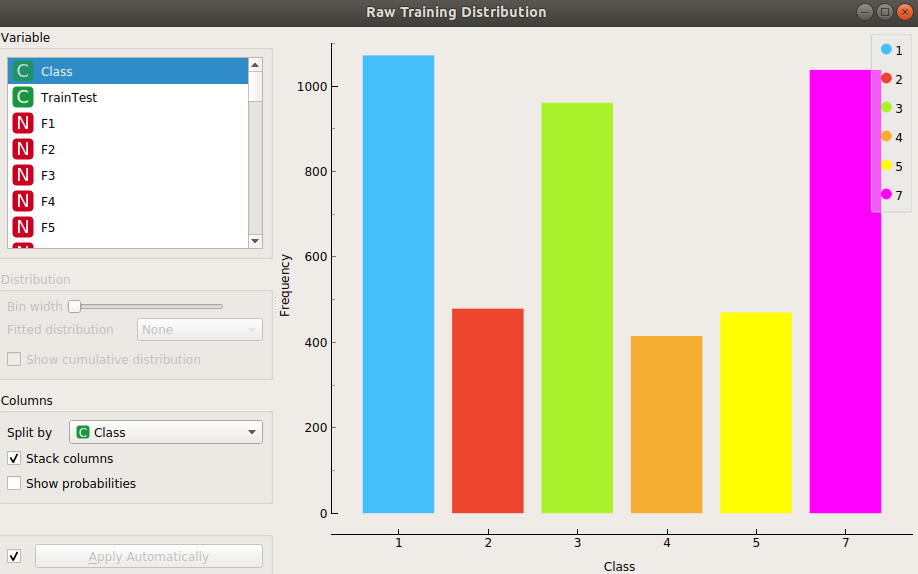 Raw Training Distribution
Variable
C Class
C TrainTest
N F1
N F2
N F3
N F4
N F5
N
Distribution
Bin width
Fitted distribution None
Show cumulative distribution
Columns
Split by C Class
Stack columns
Show probabilities
Apply Automatically
Frequency
1000
800
600
400
200
0
1 2 3 4 5 7
Class
1
2
3
4
5
7